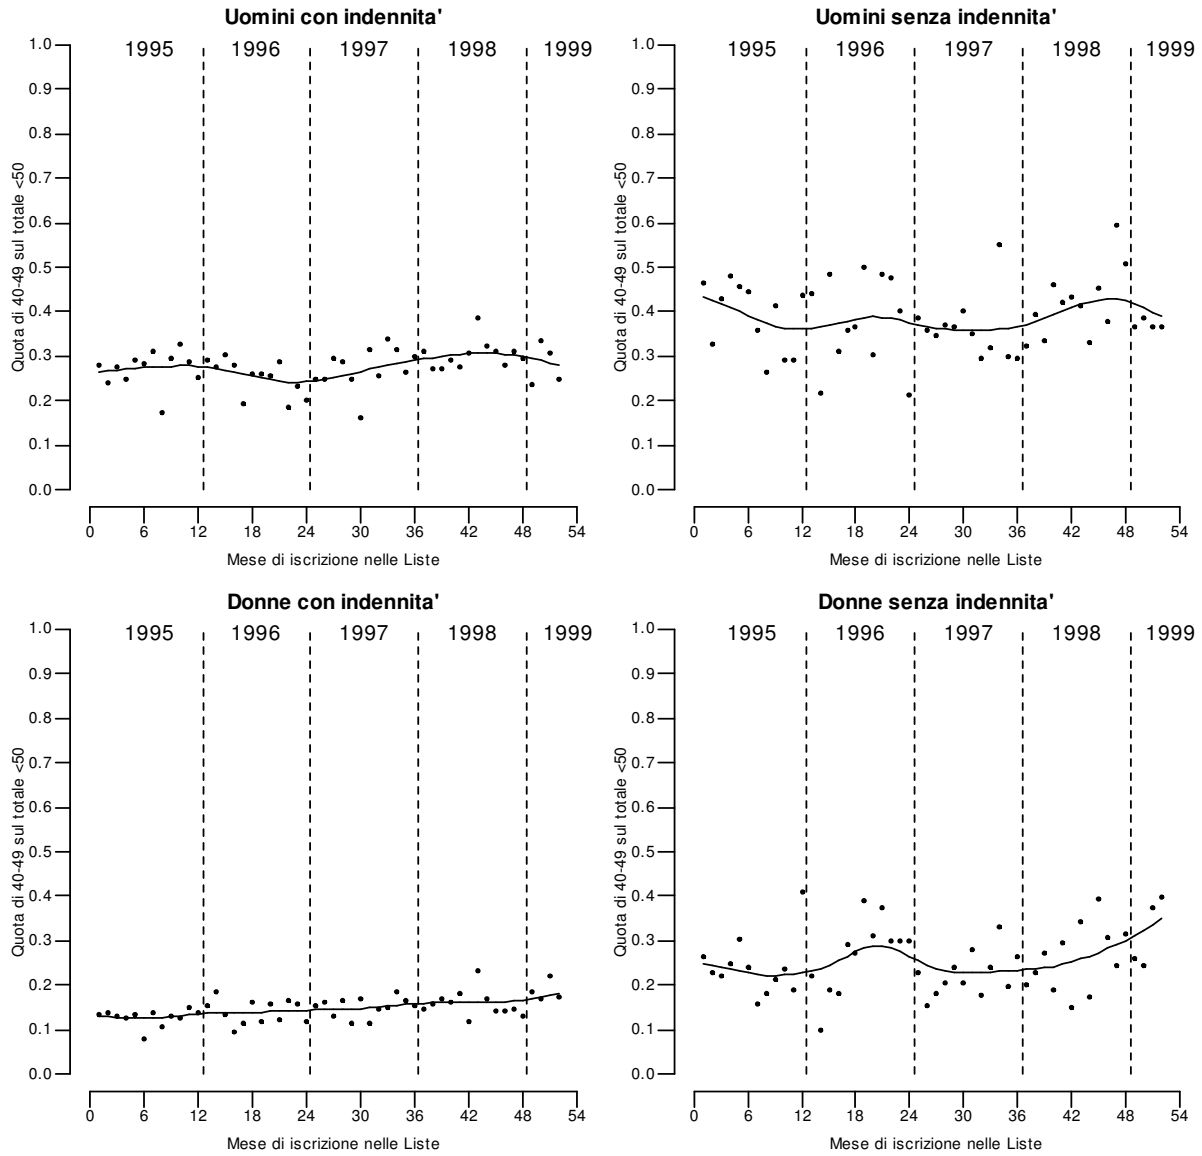 Uomini con indennita'
1995 1996 1997 1998 1999
1.0
0.9
0.8
0.7
0.6
0.5
0.4
0.3
0.2
0.1
0.0
Quota di 40-49 sul totale <50
0 6 12 18 24 30 36 42 48 54
Mese di iscrizione nelle Liste
Uomini senza indennita'
1995 1996 1997 1998 1999
1.0
0.9
0.8
0.7
0.6
0.5
0.4
0.3
0.2
0.1
0.0
Quota di 40-49 sul totale <50
0 6 12 18 24 30 36 42 48 54
Mese di iscrizione nelle Liste
Donne con indennita'
1995 1996 1997 1998 1999
1.0
0.9
0.8
0.7
0.6
0.5
0.4
0.3
0.2
0.1
0.0
Quota di 40-49 sul totale <50
0 6 12 18 24 30 36 42 48 54
Mese di iscrizione nelle Liste
Donne senza indennita'
1995 1996 1997 1998 1999
1.0
0.9
0.8
0.7
0.6
0.5
0.4
0.3
0.2
0.1
0.0
Quota di 40-49 sul totale <50
0 6 12 18 24 30 36 42 48 54
Mese di iscrizione nelle Liste